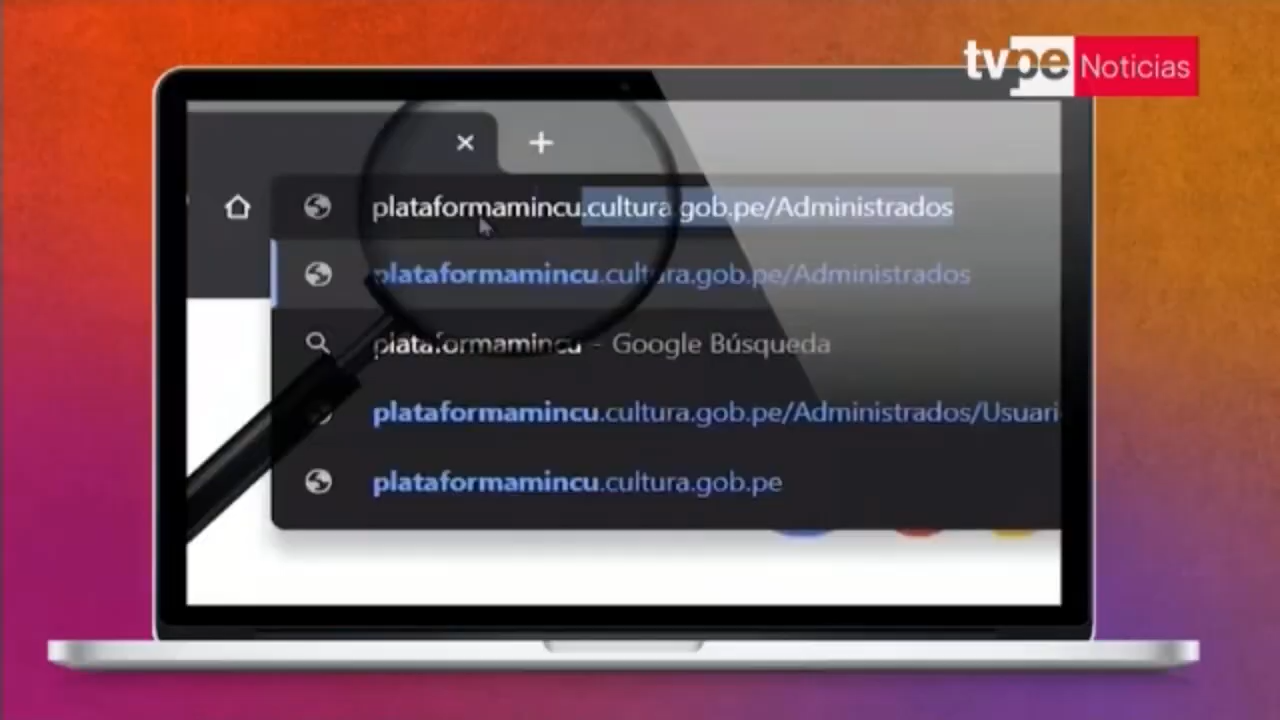 tvpe Noticias
plataformamincu.cultura.gob.pe/Administrados
plataformamincu.cultura.gob.pe/Administrados
plataformamincu - Google Búsqueda
plataformamincu.cultura.gob.pe/Administrados/Usuari
plataformamincu.cultura.gob.pe